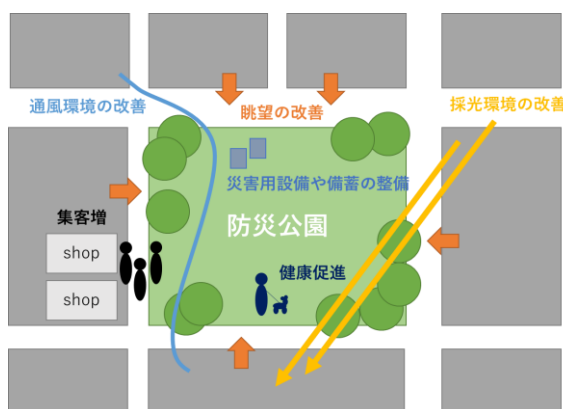 通風環境の改善
眺望の改善
採光環境の改善
災害用設備や備蓄の整備
集客増
防災公園
shop
健康促進
shop